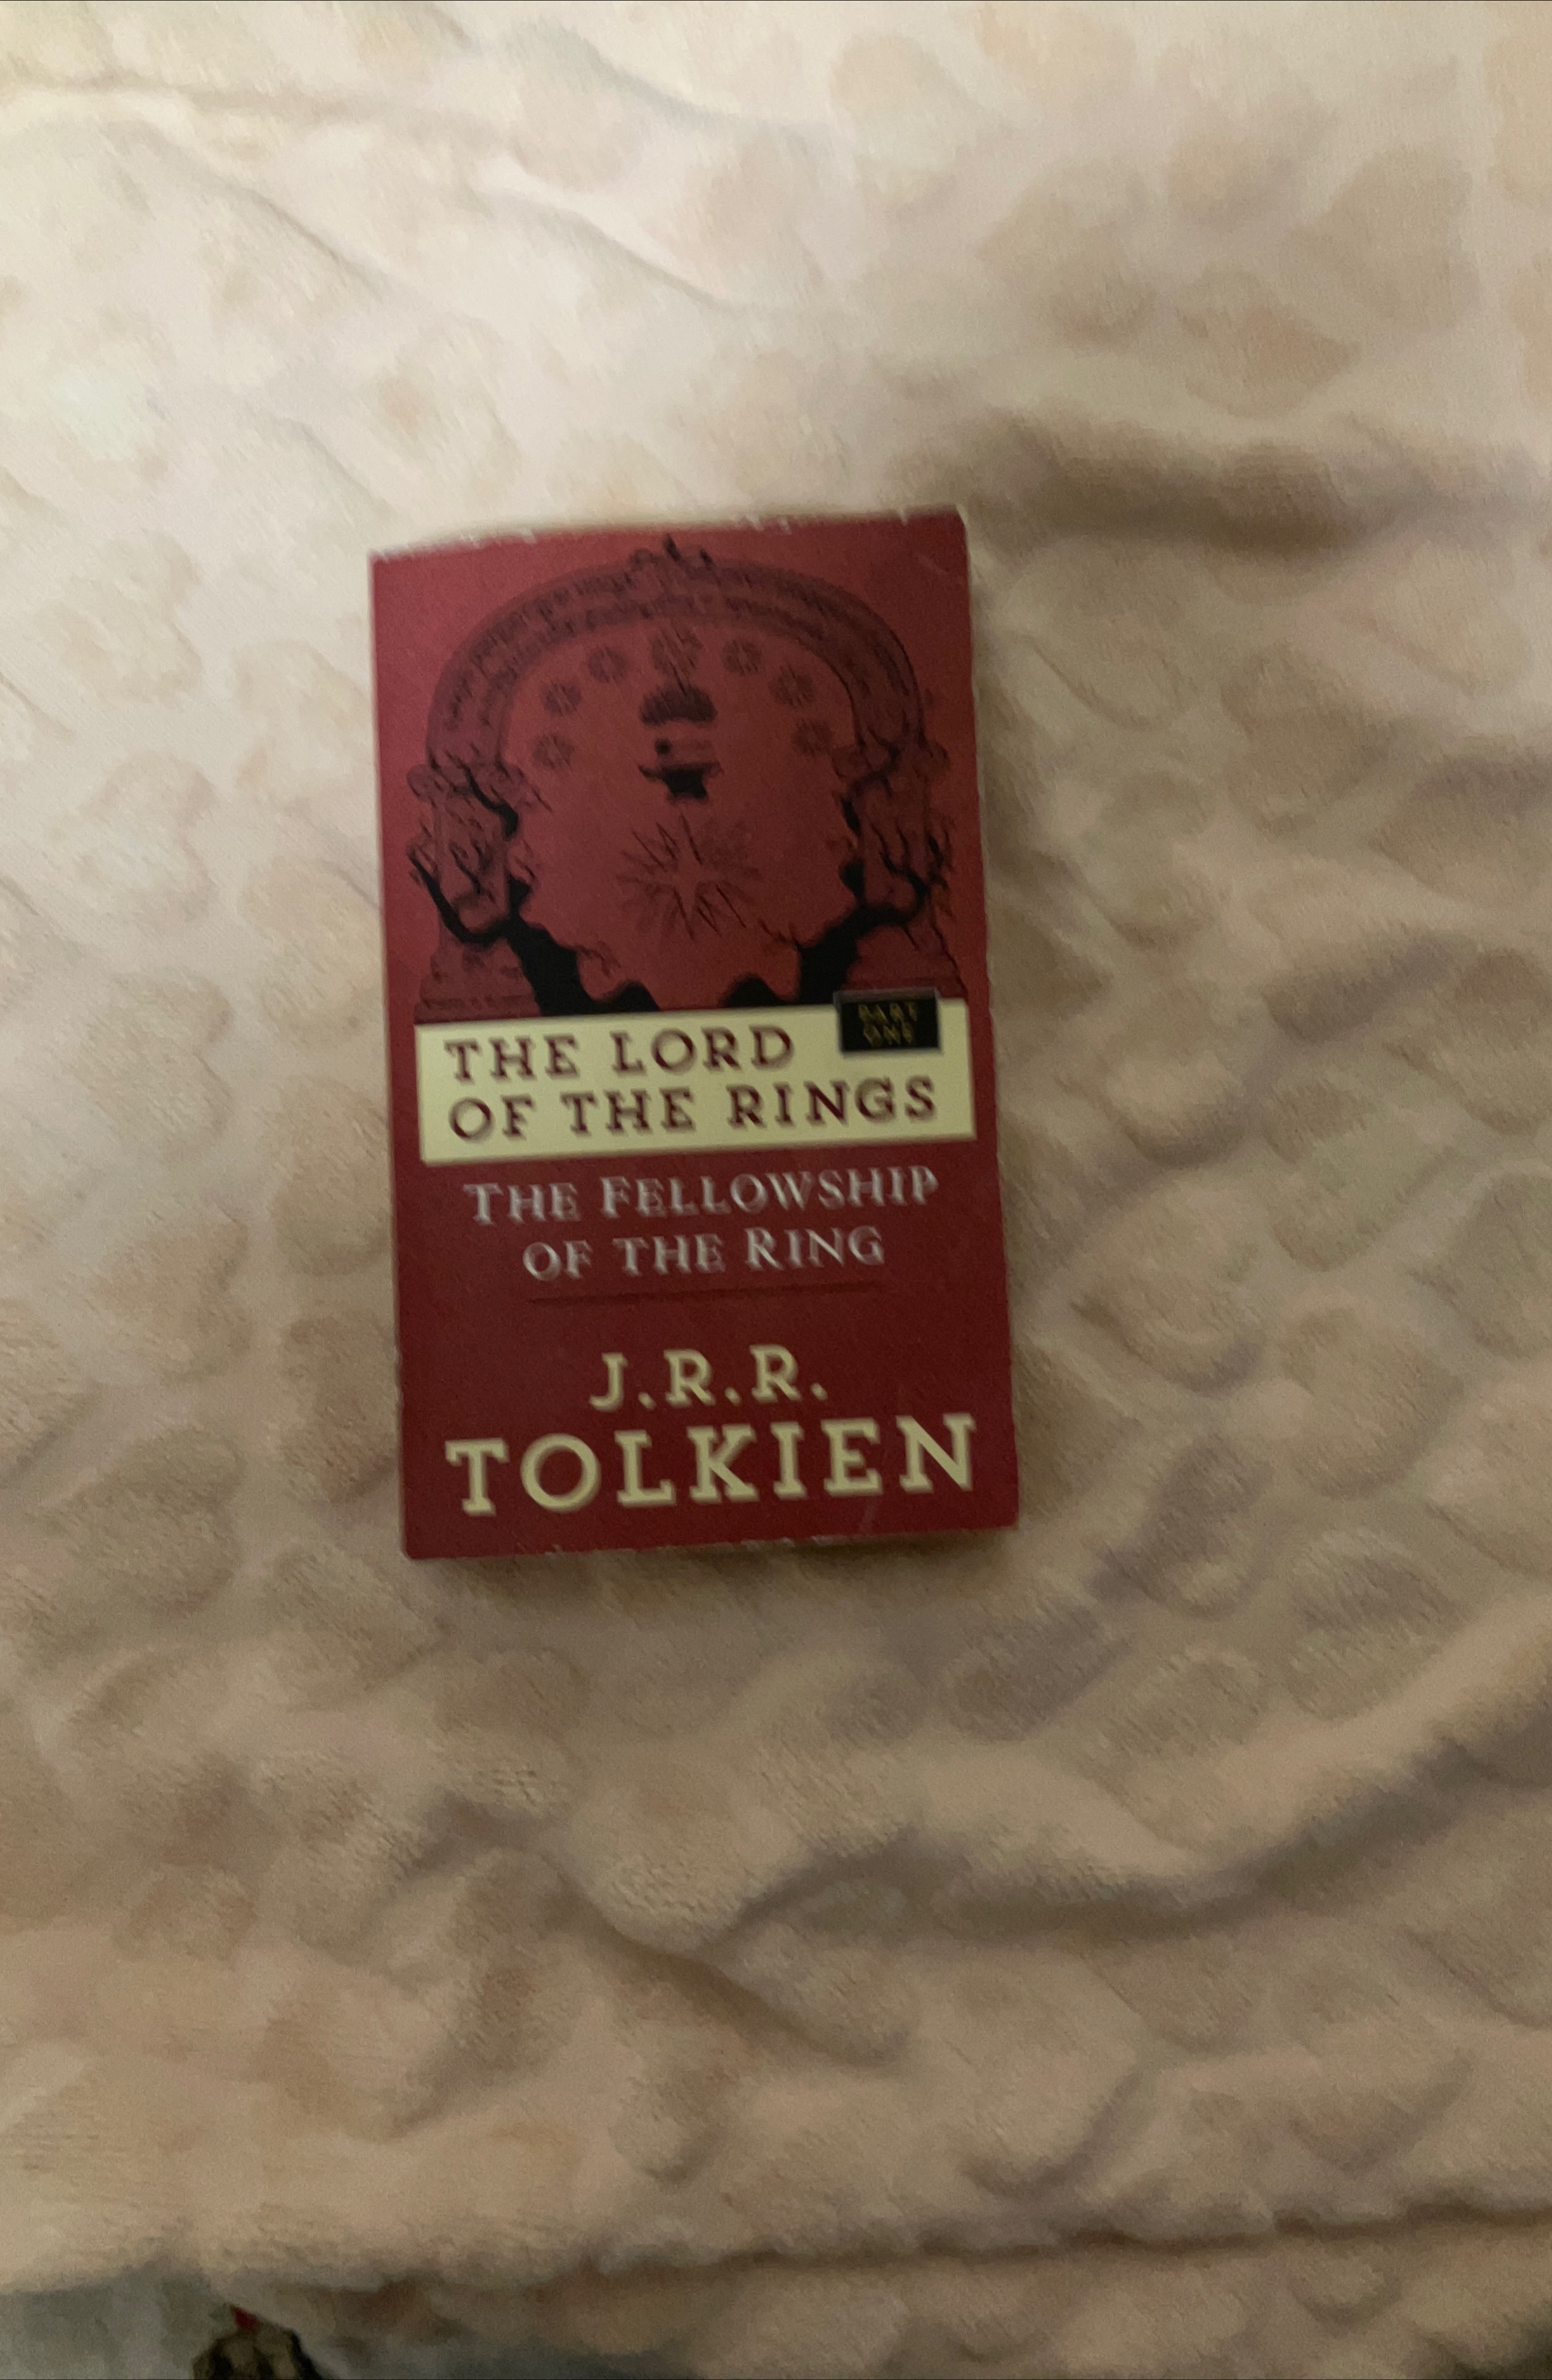 THE LORD
PART
ONE
OF THE RINGS
THE FELLOWSHIP
OF THE RING
J.R.R.
TOLKIEN